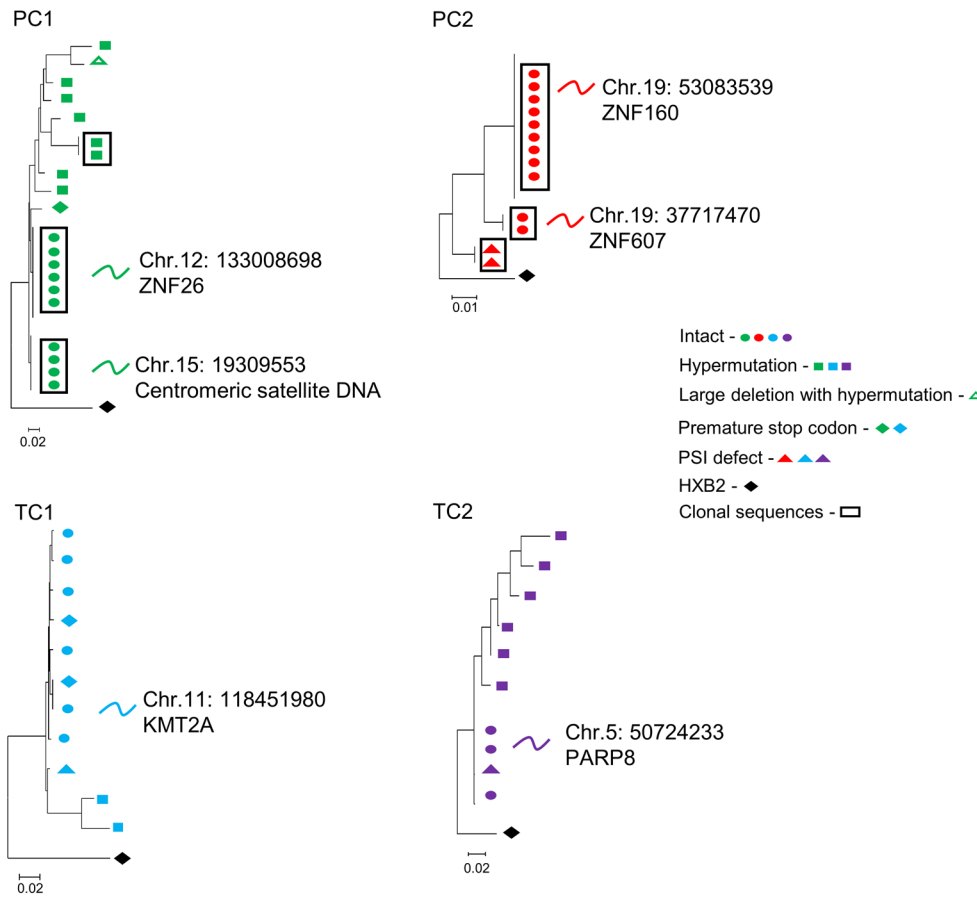 PC1
Chr.12: 133008698
ZNF26
Chr.15: 19309553
Centromeric satellite DNA
0.02
PC2
Chr.19: 53083539
ZNF160
Chr.19: 37717470
ZNF607
0.01
Intact -
Hypermutation -
Large deletion with hypermutation -
Premature stop codon -
PSI defect -
HXB2 -
Clonal sequences -
TC1
Chr.11: 118451980
KMT2A
0.02
TC2
Chr.5: 50724233
PARP8
0.02